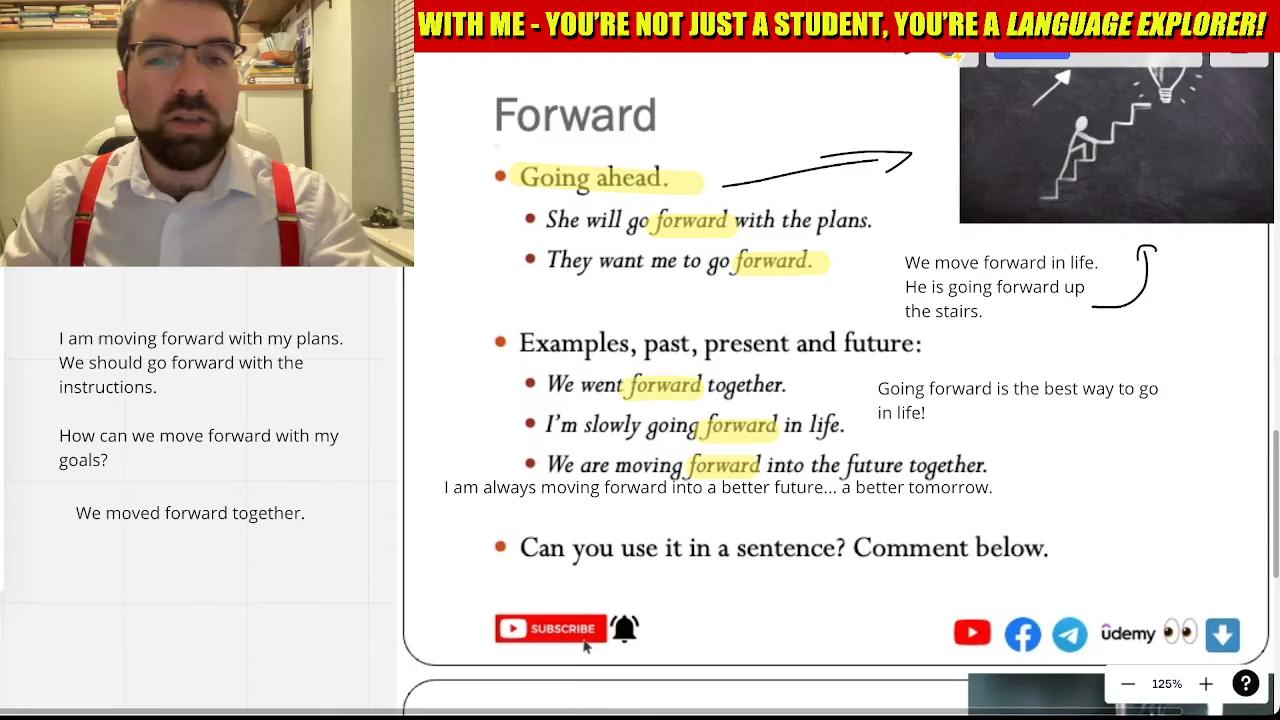 WITH ME - YOU'RE NOT JUST A STUDENT, YOU'RE A LANGUAGE EXPLORER!
Forward
Going ahead.
She will go forward with the plans.
They want me to go forward.
We move forward in life.
He is going forward up
the stairs.
Examples, past, present and future:
We went forward together.
I'm slowly going forward in life.
We are moving forward into the future together.
Going forward is the best way to go
in life!
I am always moving forward into a better future... a better tomorrow.
Can you use it in a sentence? Comment below.
I am moving forward with my plans.
We should go forward with the
instructions.
How can we move forward with my
goals?
We moved forward together.
SUBSCRIBE
ûdemy
125%